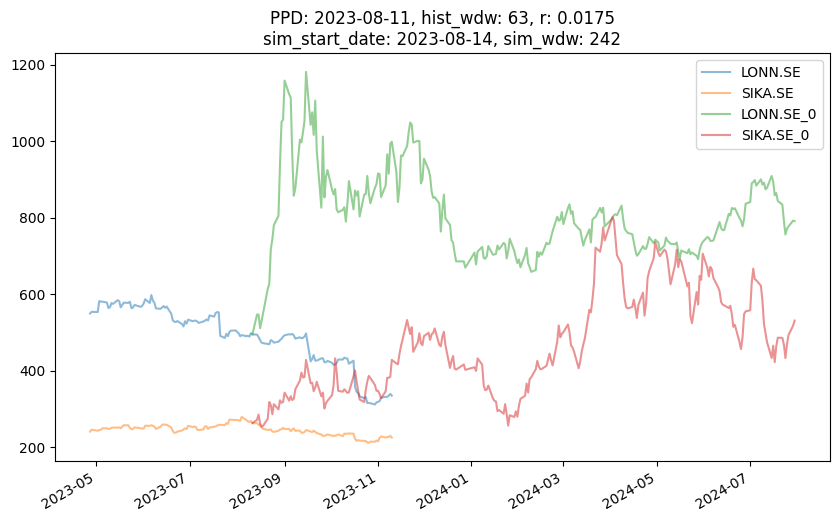 PPD: 2023-08-11, hist_wdw: 63, r: 0.0175
sim_start_date: 2023-08-14, sim_wdw: 242
1200
1000
800
600
400
200
LONN.SE
SIKA.SE
LONN.SE_0
SIKA.SE_0
2023-05
2023-07
2023-09
2023-11
2024-01
2024-03
2024-05
2024-07